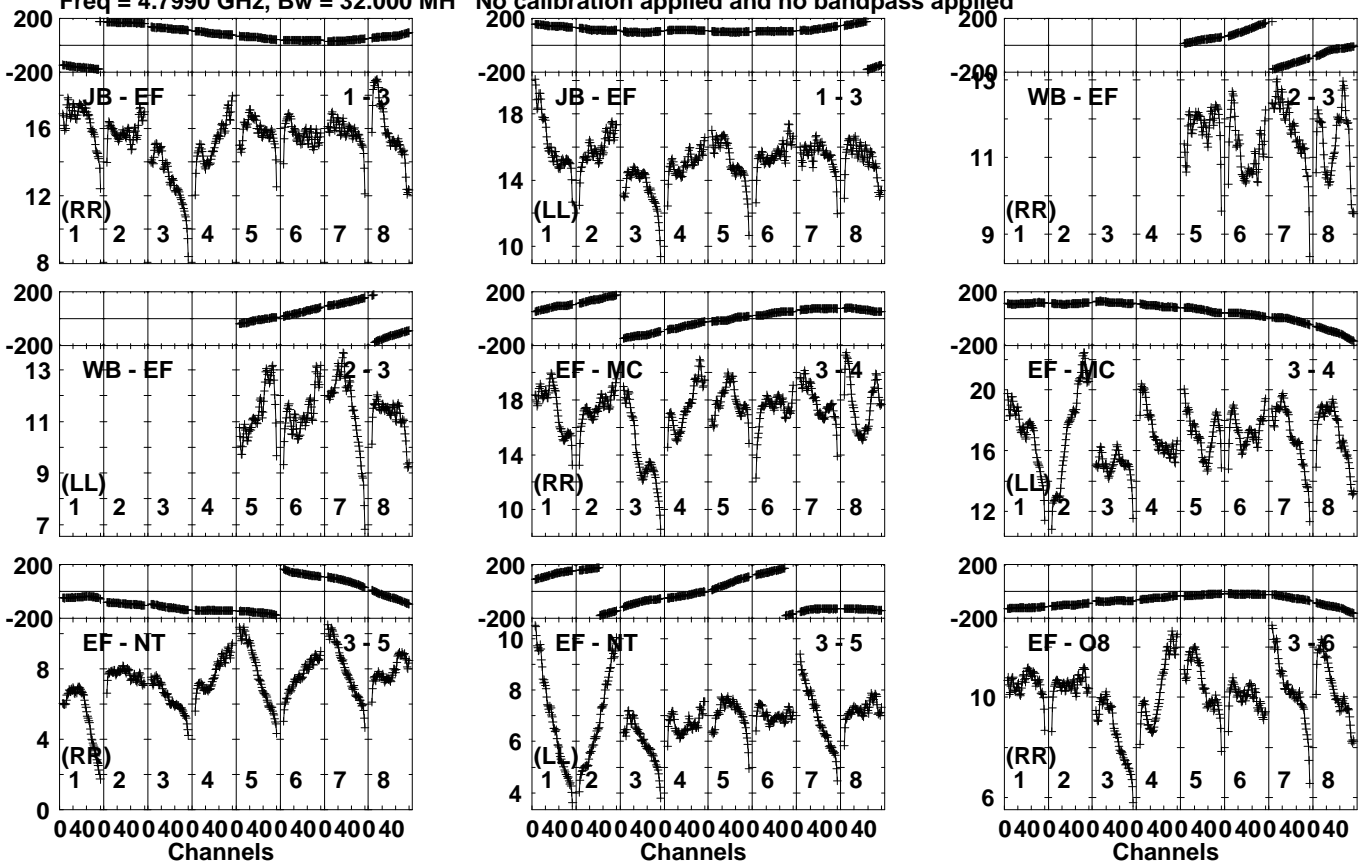 Freq = 4.7990 GHz, Bw = 32.000 MH No calibration applied and no bandpass applied
200
-200
JB - EF 1 - 3
16
12
(RR)
1 2 3 4 5 6 7 8
8
200
-200
JB - EF 1 - 3
18
14
(LL)
1 2 3 4 5 6 7 8
10
200
-200
13
WB - EF 2 - 3
11
(RR)
9 1 2 3 4 5 6 7 8
200
-200
WB - EF 2 - 3
13
11
9
(LL)
1 2 3 4 5 6 7 8
7
200
-200
EF - MC 3 - 4
18
14
(RR)
1 2 3 4 5 6 7 8
10
200
-200
EF - MC 3 - 4
20
16
(LL)
12 1 2 3 4 5 6 7 8
200
-200
EF - NT 3 - 5
8
4
(RR)
1 2 3 4 5 6 7 8
0
0 40 0 40 0 40 0 40 0 40 0 40 0 40 0 40
Channels
200
-200
10
EF - NT 3 - 5
8
6
(LL)
1 2 3 4 5 6 7 8
4
0 40 0 40 0 40 0 40 0 40 0 40 0 40 0 40
Channels
200
-200
EF - O8 3 - 6
10
(RR)
1 2 3 4 5 6 7 8
6
0 40 0 40 0 40 0 40 0 40 0 40 0 40 0 40
Channels